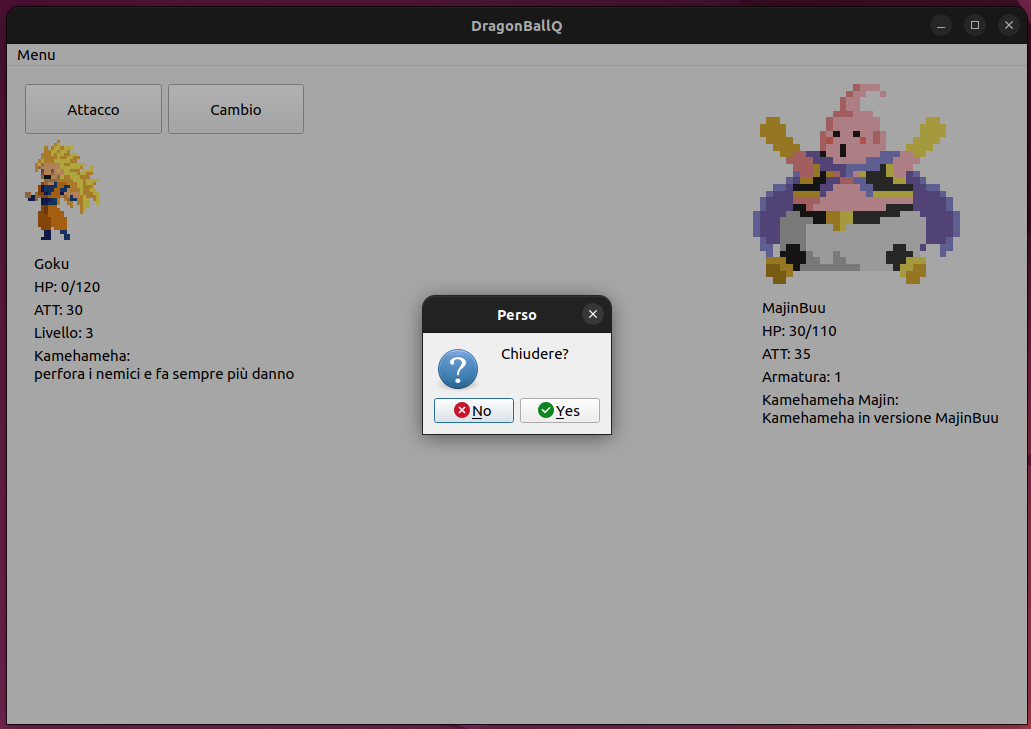 DragonBallQ
Menu
Attacco
Cambio
Goku
HP: 0/120
ATT: 30
Livello: 3
Kamehameha:
perfora i nemici e fa sempre più danno
MajinBuu
HP: 30/110
ATT: 35
Armatura: 1
Kamehameha Majin:
Kamehameha in versione MajinBuu
Perso
Chiudere?
No
Yes